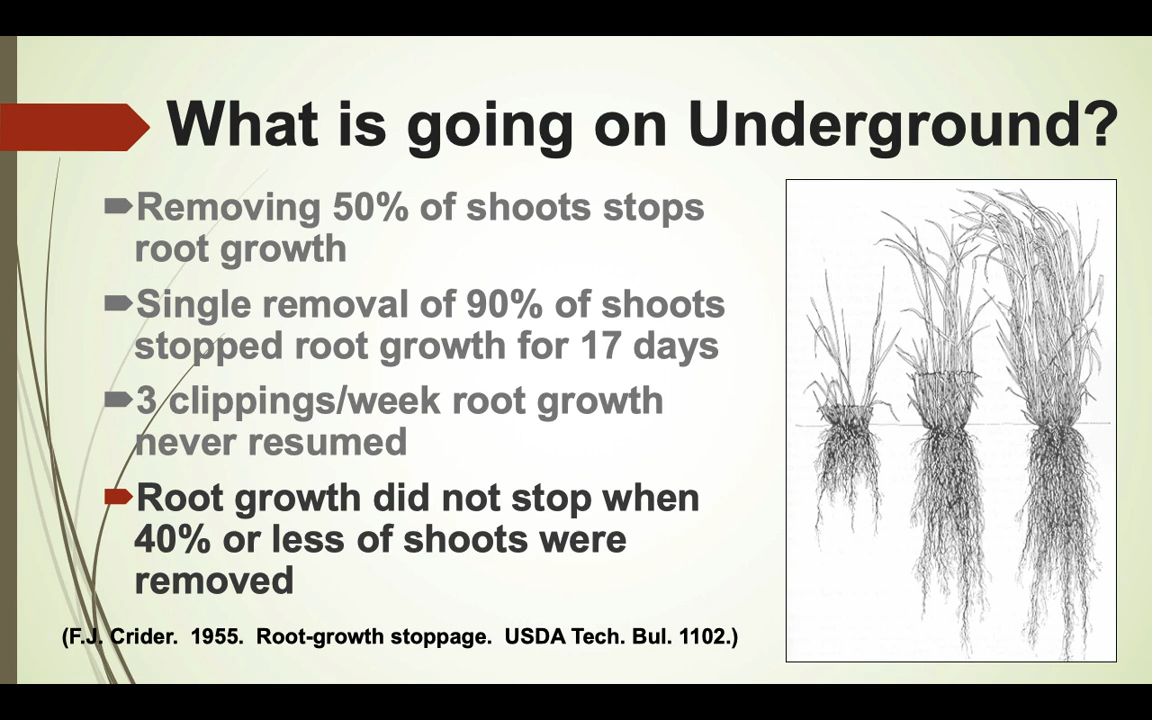 What is going on Underground?
Removing 50% of shoots stops
root growth
Single removal of 90% of shoots
stopped root growth for 17 days
3 clippings/week root growth
never resumed
Root growth did not stop when
40% or less of shoots were
removed
(F.J. Crider.  1955.  Root-growth stoppage.  USDA Tech. Bul. 1102.)